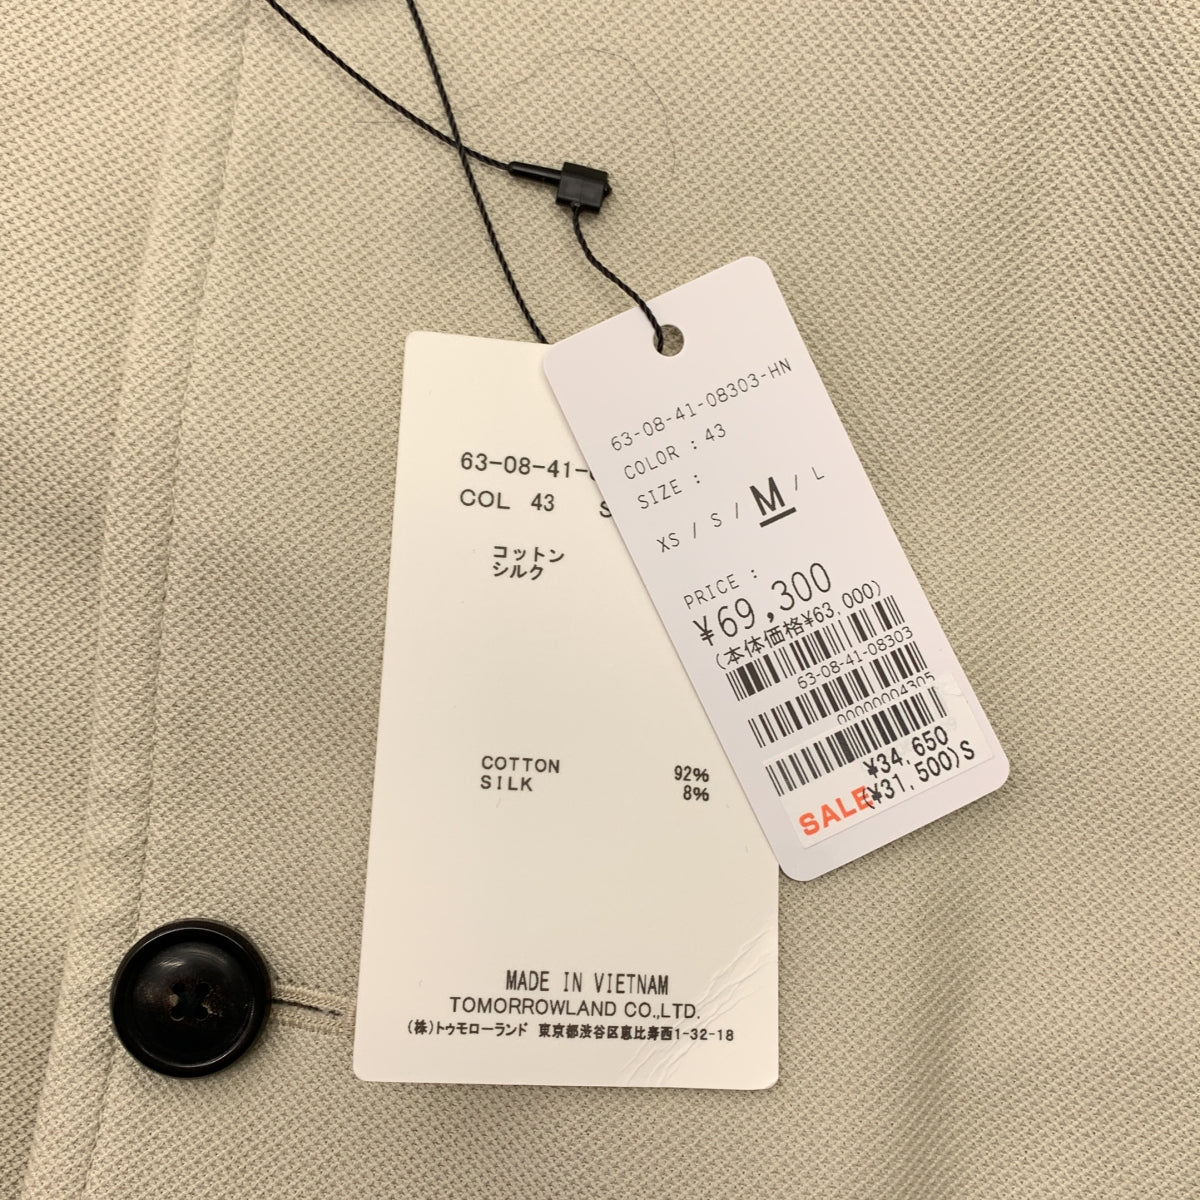 63-08-41-
COL 43
コットン
シルク
COTTON 92%
SILK 8%
MADE IN VIETNAM
TOMORROWLAND CO.,LTD.
(株)トゥモローランド 東京都渋谷区恵比寿西1-32-18
63-08-41-08303-HN
COLOR : 43
SIZE :
XS / S / M / L
PRICE :
¥69,300
(本体価格¥63,000)
63-08-41-08303
00000004305
¥34,650
(¥31,500)S
SALE